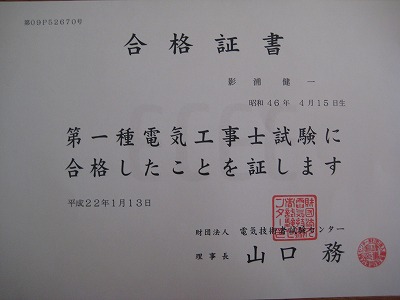 第09P52670号
合格証書
影浦健一
昭和46年 4月15日生
第一種電気工事士試験に
合格したことを証します
平成22年1月13日
財団法人 電気技術者試験センター
理事長 山口 務